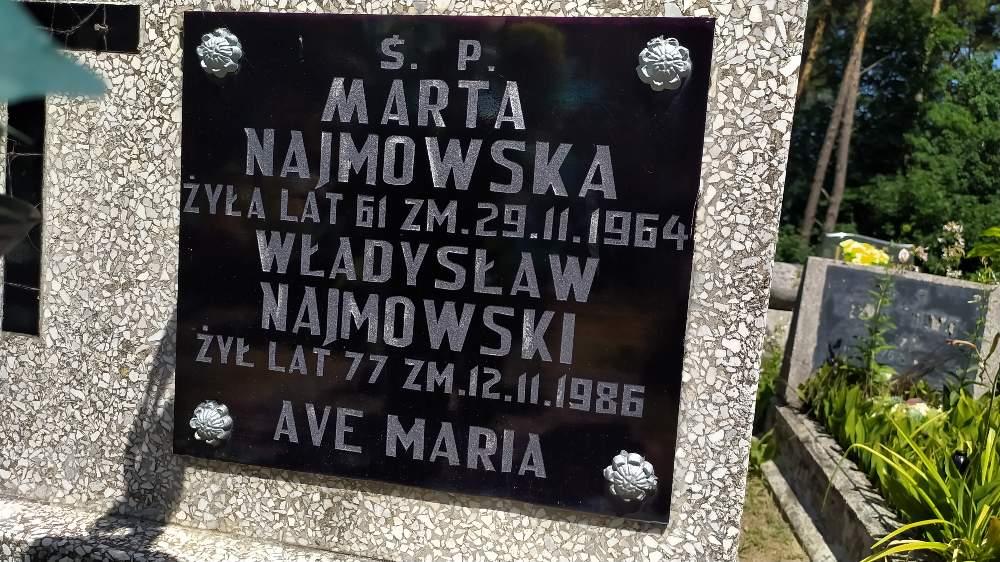 Ś. P.
MARTA
NAJMOWSKA
ŻYŁA LAT 61 ZM. 29.11.1964
WŁADYSŁAW
NAJMOWSKI
ŻYŁ LAT 77 ZM. 12.11.1986
AVE MARIA